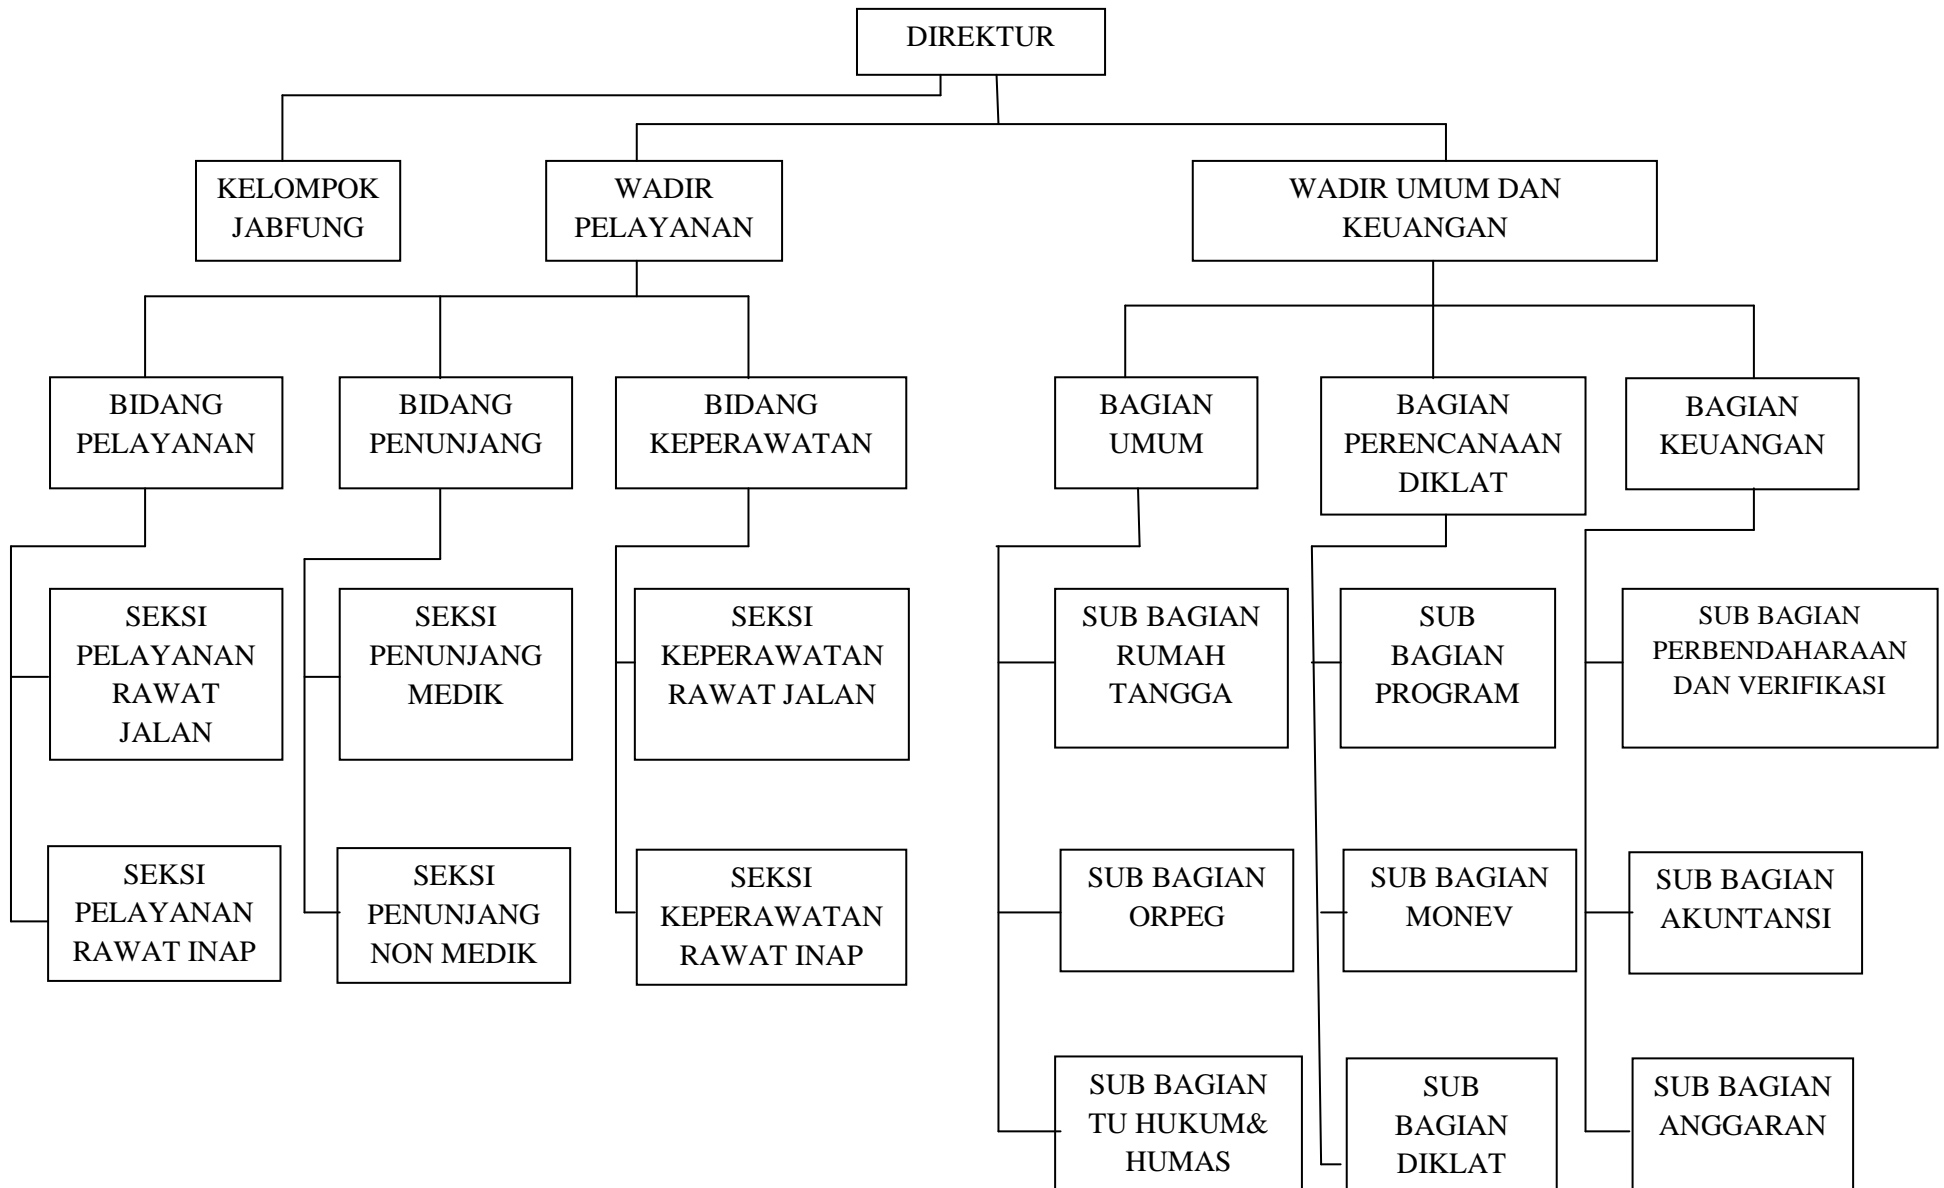 DIREKTUR
KELOMPOK
JABFUNG
WADIR
PELAYANAN
WADIR UMUM DAN
KEUANGAN
BIDANG
PELAYANAN
BIDANG
PENUNJANG
BIDANG
KEPERAWATAN
BAGIAN
UMUM
BAGIAN
PERENCANAAN
DIKLAT
BAGIAN
KEUANGAN
SEKSI
PELAYANAN
RAWAT
JALAN
SEKSI
PENUNJANG
MEDIK
SEKSI
KEPERAWATAN
RAWAT JALAN
SUB BAGIAN
RUMAH
TANGGA
SUB
BAGIAN
PROGRAM
SUB BAGIAN
PERBENDAHARAAN
DAN VERIFIKASI
SEKSI
PELAYANAN
RAWAT INAP
SEKSI
PENUNJANG
NON MEDIK
SEKSI
KEPERAWATAN
RAWAT INAP
SUB BAGIAN
ORPEG
SUB BAGIAN
MONEV
SUB BAGIAN
AKUNTANSI
SUB BAGIAN
TU HUKUM&
HUMAS
SUB
BAGIAN
DIKLAT
SUB BAGIAN
ANGGARAN